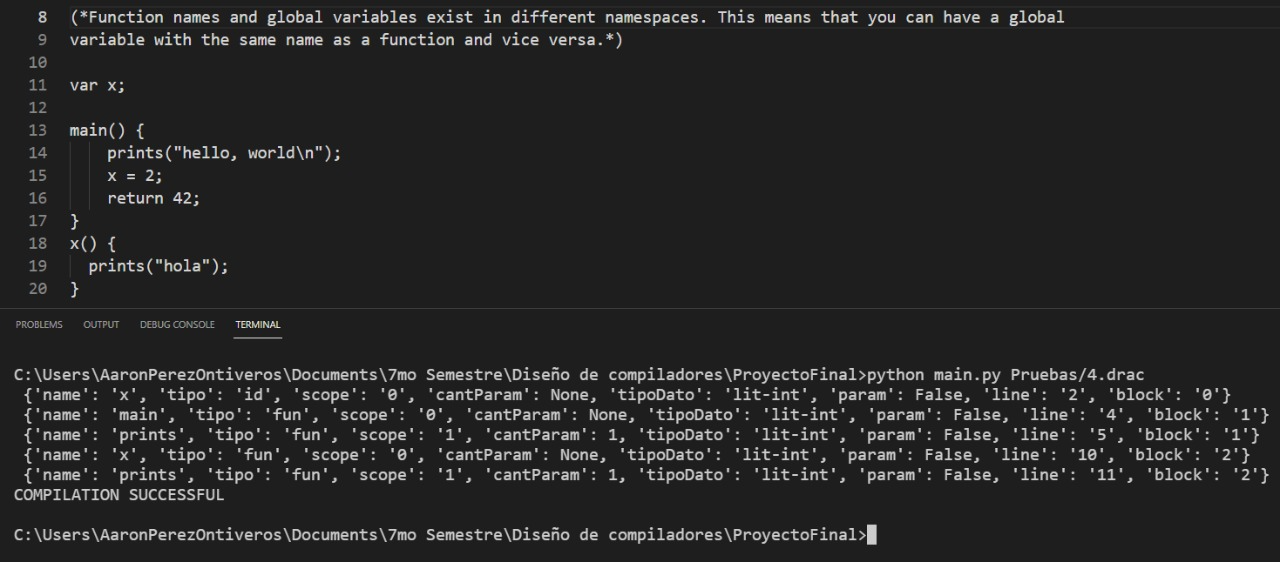 8 (*Function names and global variables exist in different namespaces. This means that you can have a global
9 variable with the same name as a function and vice versa.*)
10
11 var x;
12
13 main() {
14     prints("hello, world\n");
15     x = 2;
16     return 42;
17 }
18 x() {
19   prints("hola");
20 }
PROBLEMS OUTPUT DEBUG CONSOLE TERMINAL
C:\Users\AaronPerezOntiveros\Documents\7mo Semestre\Diseño de compiladores\ProyectoFinal>python main.py Pruebas/4.drac
{'name': 'x', 'tipo': 'id', 'scope': '0', 'cantParam': None, 'tipoDato': 'lit-int', 'param': False, 'line': '2', 'block': '0'}
{'name': 'main', 'tipo': 'fun', 'scope': '0', 'cantParam': None, 'tipoDato': 'lit-int', 'param': False, 'line': '4', 'block': '1'}
{'name': 'prints', 'tipo': 'fun', 'scope': '1', 'cantParam': 1, 'tipoDato': 'lit-int', 'param': False, 'line': '5', 'block': '1'}
{'name': 'x', 'tipo': 'fun', 'scope': '0', 'cantParam': None, 'tipoDato': 'lit-int', 'param': False, 'line': '10', 'block': '2'}
{'name': 'prints', 'tipo': 'fun', 'scope': '1', 'cantParam': 1, 'tipoDato': 'lit-int', 'param': False, 'line': '11', 'block': '2'}
COMPILATION SUCCESSFUL
C:\Users\AaronPerezOntiveros\Documents\7mo Semestre\Diseño de compiladores\ProyectoFinal>